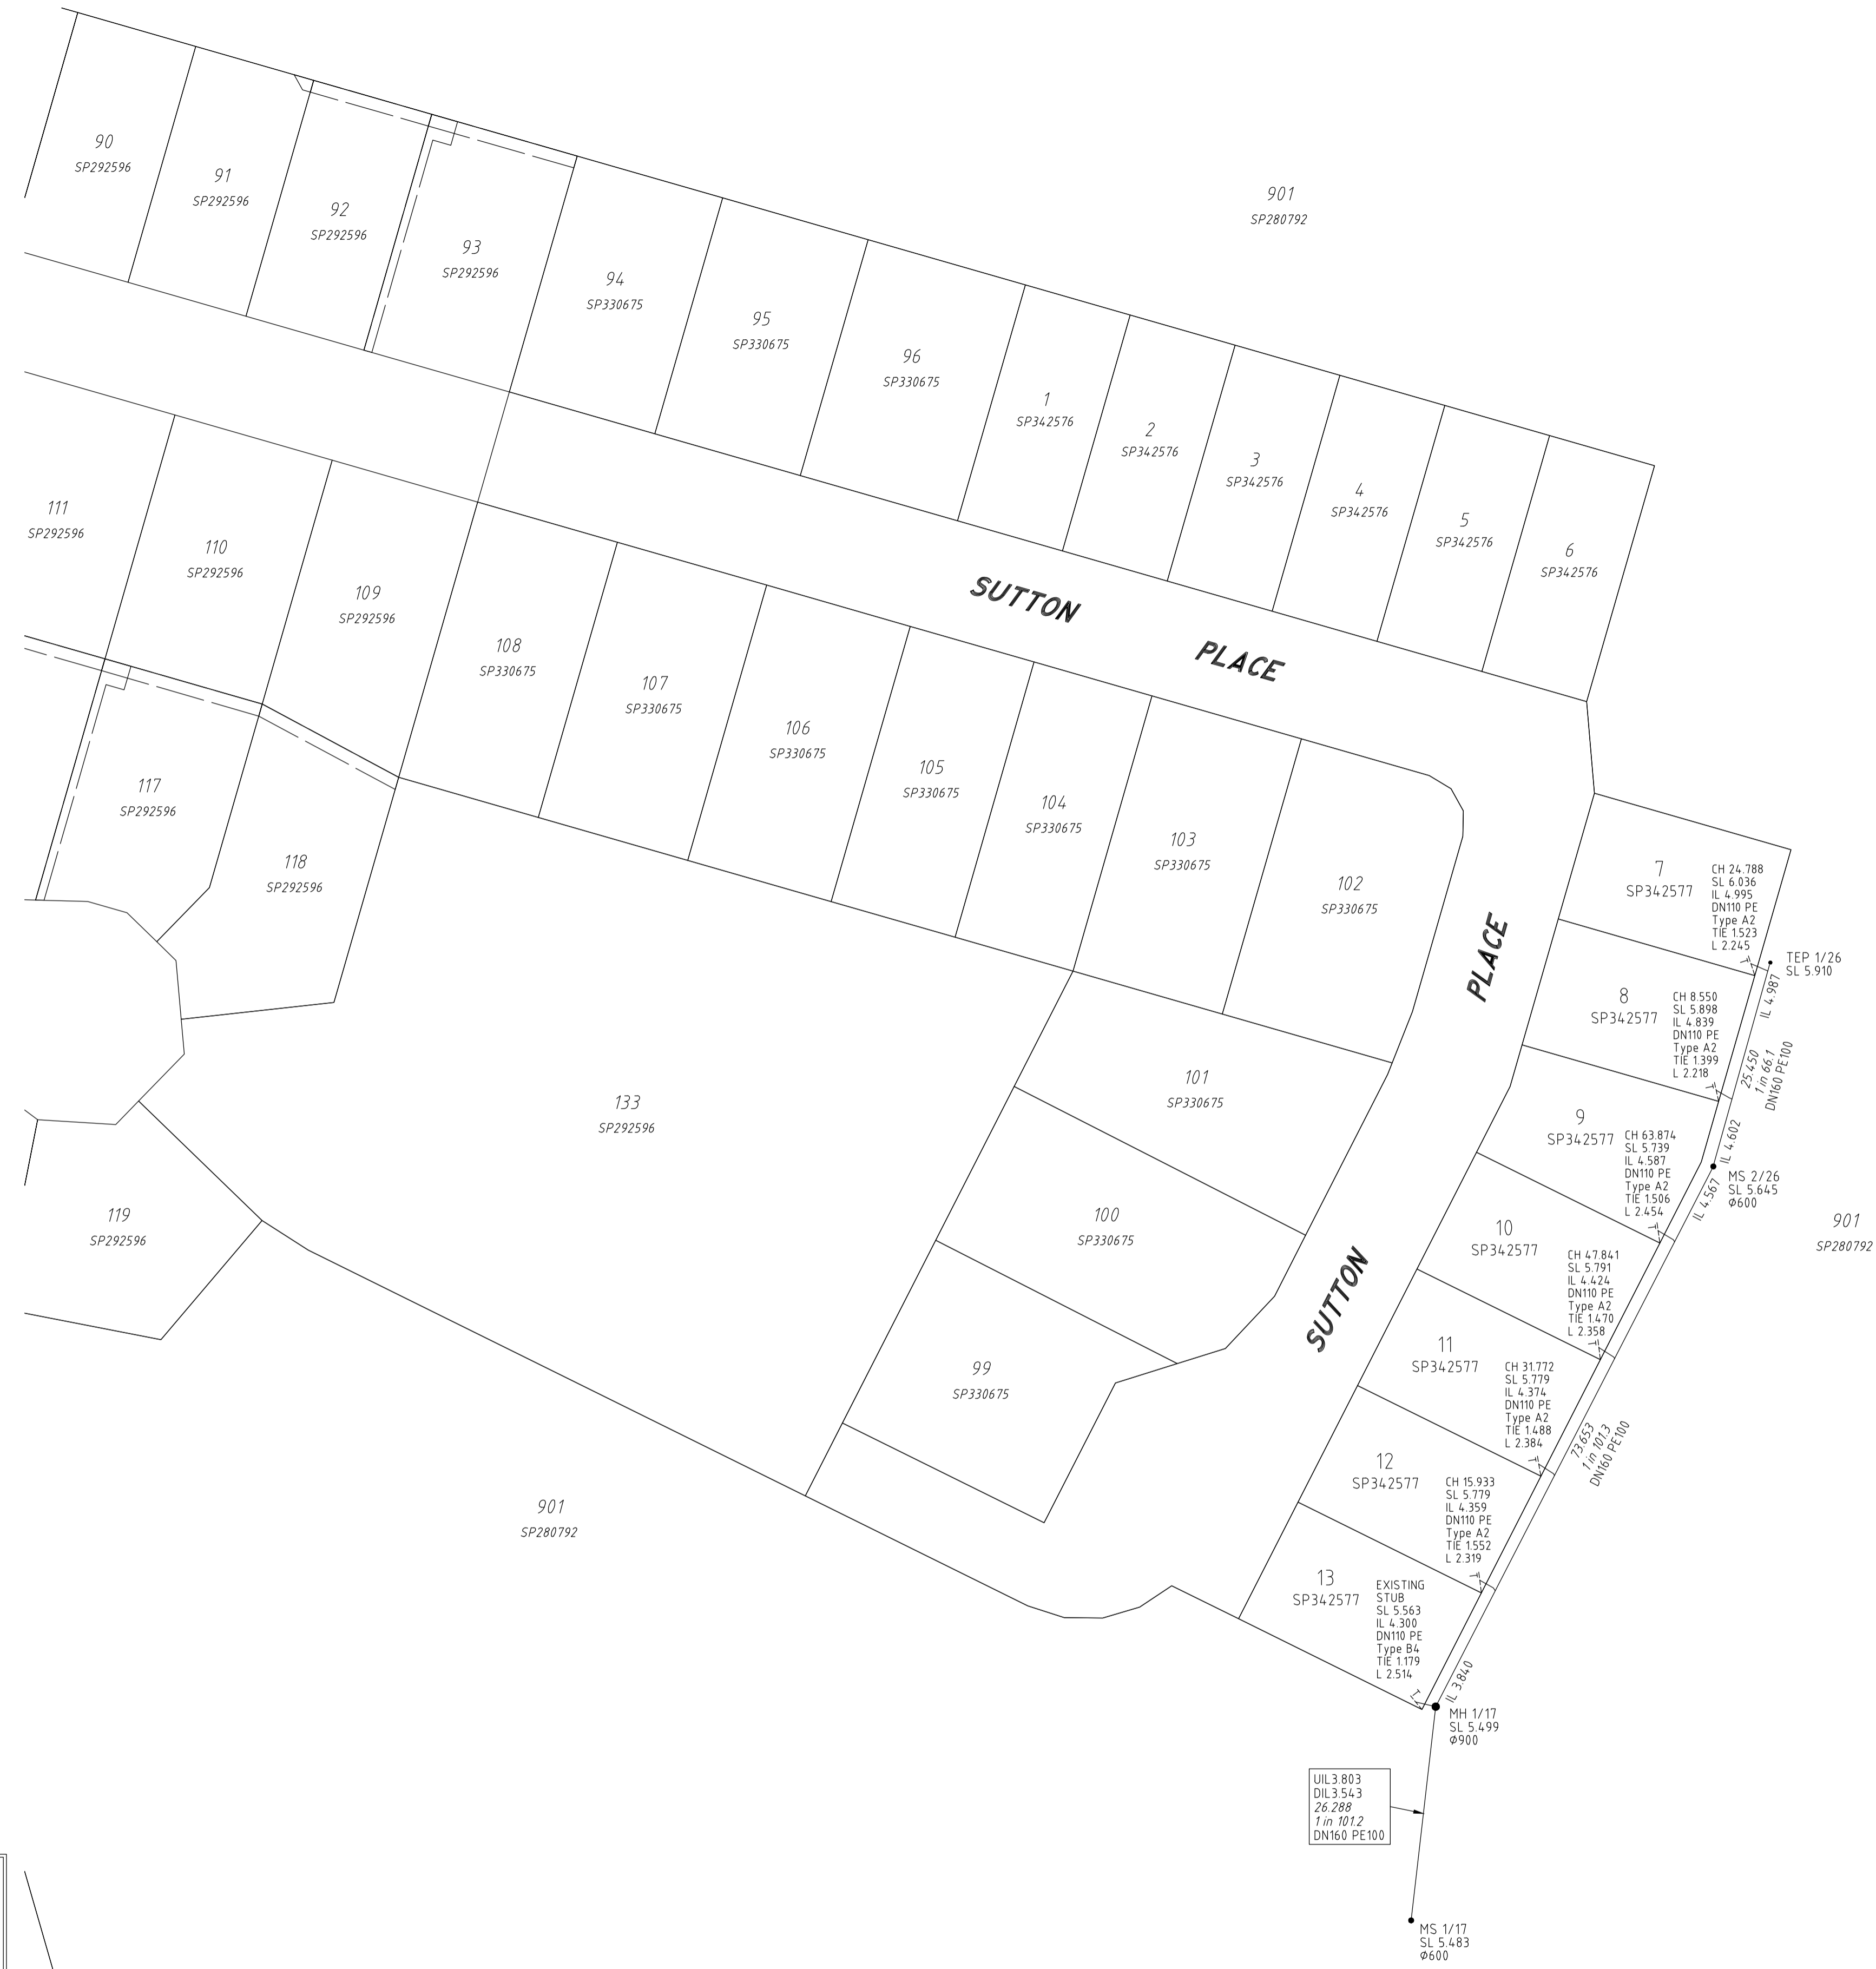 90
SP292596
91
SP292596
92
SP292596
93
SP292596
94
SP330675
95
SP330675
96
SP330675
901
SP280792
1
SP342576
2
SP342576
3
SP342576
4
SP342576
5
SP342576
6
SP342576
111
SP292596
110
SP292596
109
SP292596
108
SP330675
107
SP330675
106
SP330675
105
SP330675
104
SP330675
103
SP330675
102
SP330675
SUTTON
PLACE
117
SP292596
118
SP292596
133
SP292596
119
SP292596
101
SP330675
100
SP330675
99
SP330675
901
SP280792
PLACE
SUTTON
7
SP342577
CH 24.788
SL 6.036
IL 4.995
DN110 PE
Type A2
TIE 1.523
L 2.245
TEP 1/26
SL 5.910
IL 4.987
8
SP342577
CH 8.550
SL 5.898
IL 4.839
DN110 PE
Type A2
TIE 1.399
L 2.218
25.450
1 in 66.1
DN160 PE100
IL 4.602
9
SP342577
CH 63.874
SL 5.739
IL 4.587
DN110 PE
Type A2
TIE 1.506
L 2.454
MS 2/26
SL 5.645
Ø600
IL 4.567
901
SP280792
10
SP342577
CH 47.841
SL 5.791
IL 4.424
DN110 PE
Type A2
TIE 1.470
L 2.358
11
SP342577
CH 31.772
SL 5.779
IL 4.374
DN110 PE
Type A2
TIE 1.488
L 2.384
73.653
1 in 101.3
DN160 PE100
12
SP342577
CH 15.933
SL 5.779
IL 4.359
DN110 PE
Type A2
TIE 1.552
L 2.319
13
SP342577
EXISTING
STUB
SL 5.563
IL 4.300
DN110 PE
Type B4
TIE 1.179
L 2.514
IL 3.840
MH 1/17
SL 5.499
Ø900
UIL3.803
DIL3.543
26.288
1 in 101.2
DN160 PE100
MS 1/17
SL 5.483
Ø600